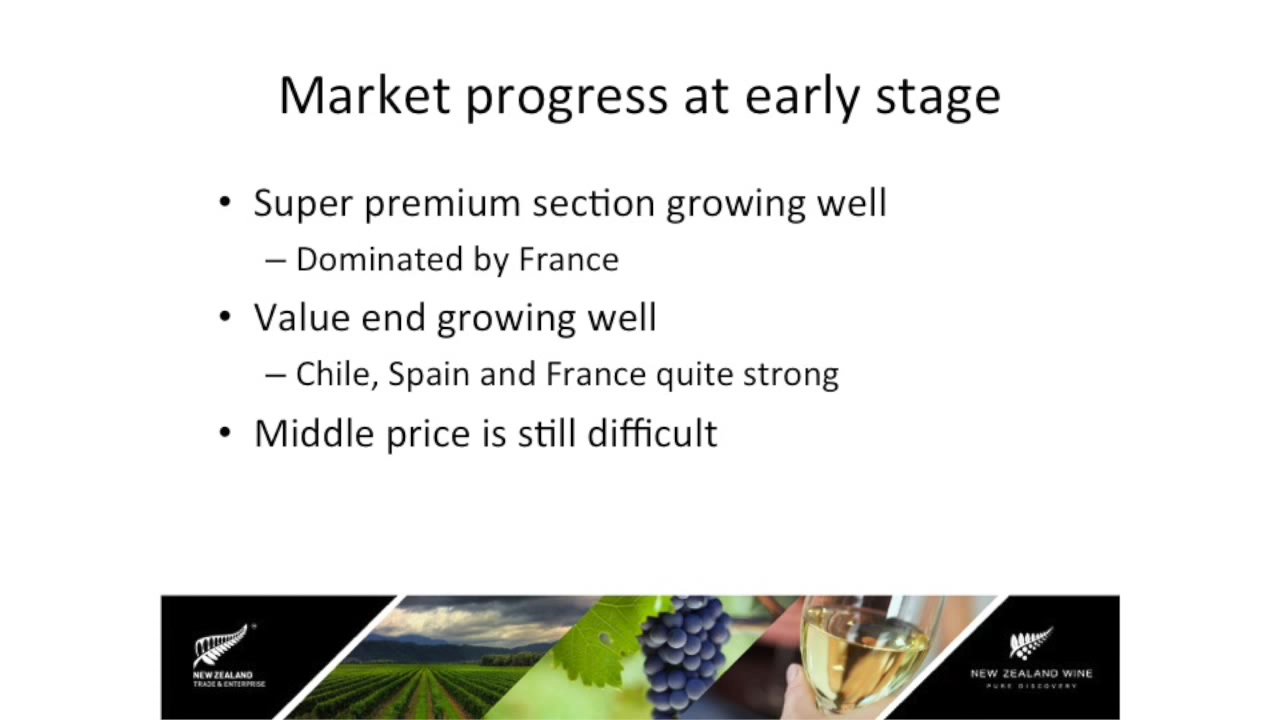 Market progress at early stage
• Super premium section growing well
– Dominated by France
• Value end growing well
– Chile, Spain and France quite strong
• Middle price is still difficult
NEW ZEALAND
TRADE & ENTERPRISE
NEW ZEALAND WINE
PURE DISCOVERY